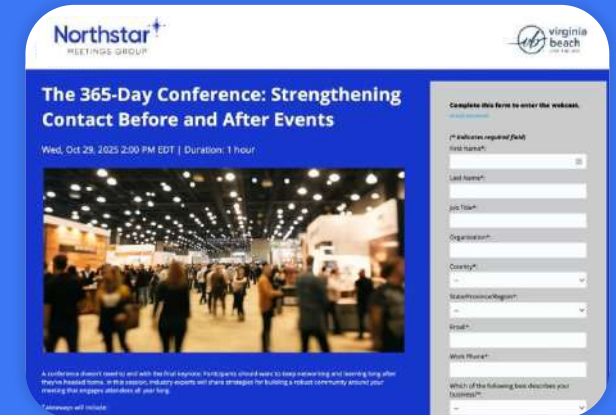 Northstar
MEETINGS GROUP
virginia
beach
The 365-Day Conference: Strengthening
Contact Before and After Events
Wed, Oct 29, 2025 2:00 PM EDT | Duration: 1 hour
A conference doesn't need to end with the final keynote. Participants should want to keep networking and learning long after
they've headed home. In this session, industry experts will share strategies for building a robust community around your
meeting that engages attendees all year long.
Complete this form to enter the webcast.
(* Indicates required field)
First Name*:
Last Name*:
Job Title*:
Organization*:
Country*:
--
State/Province/Region*:
--
Email*:
Work Phone*:
Which of the following best describes your
business?*:
--